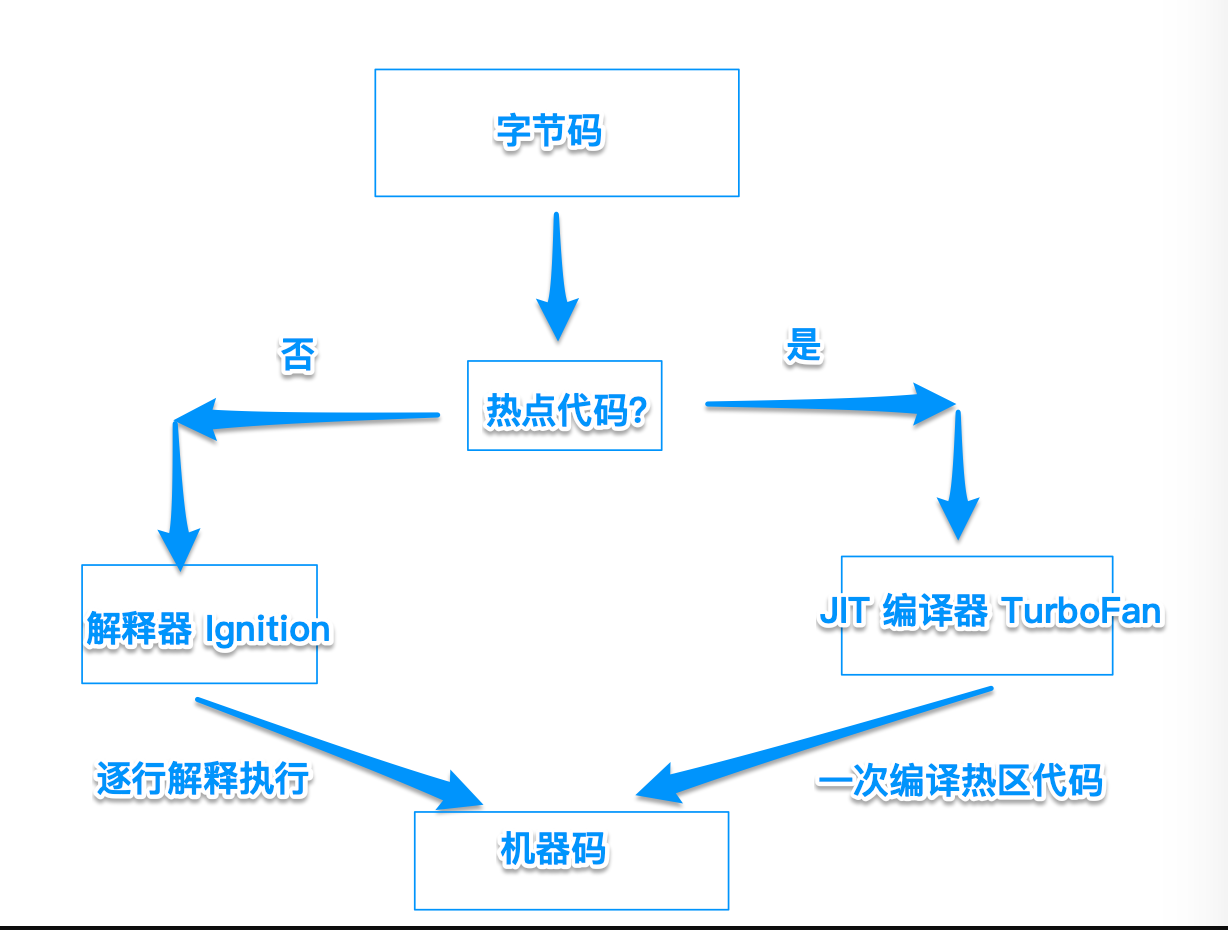 字节码
否
是
热点代码?
解释器 Ignition
JIT 编译器 TurboFan
逐行解释执行
一次编译热区代码
机器码